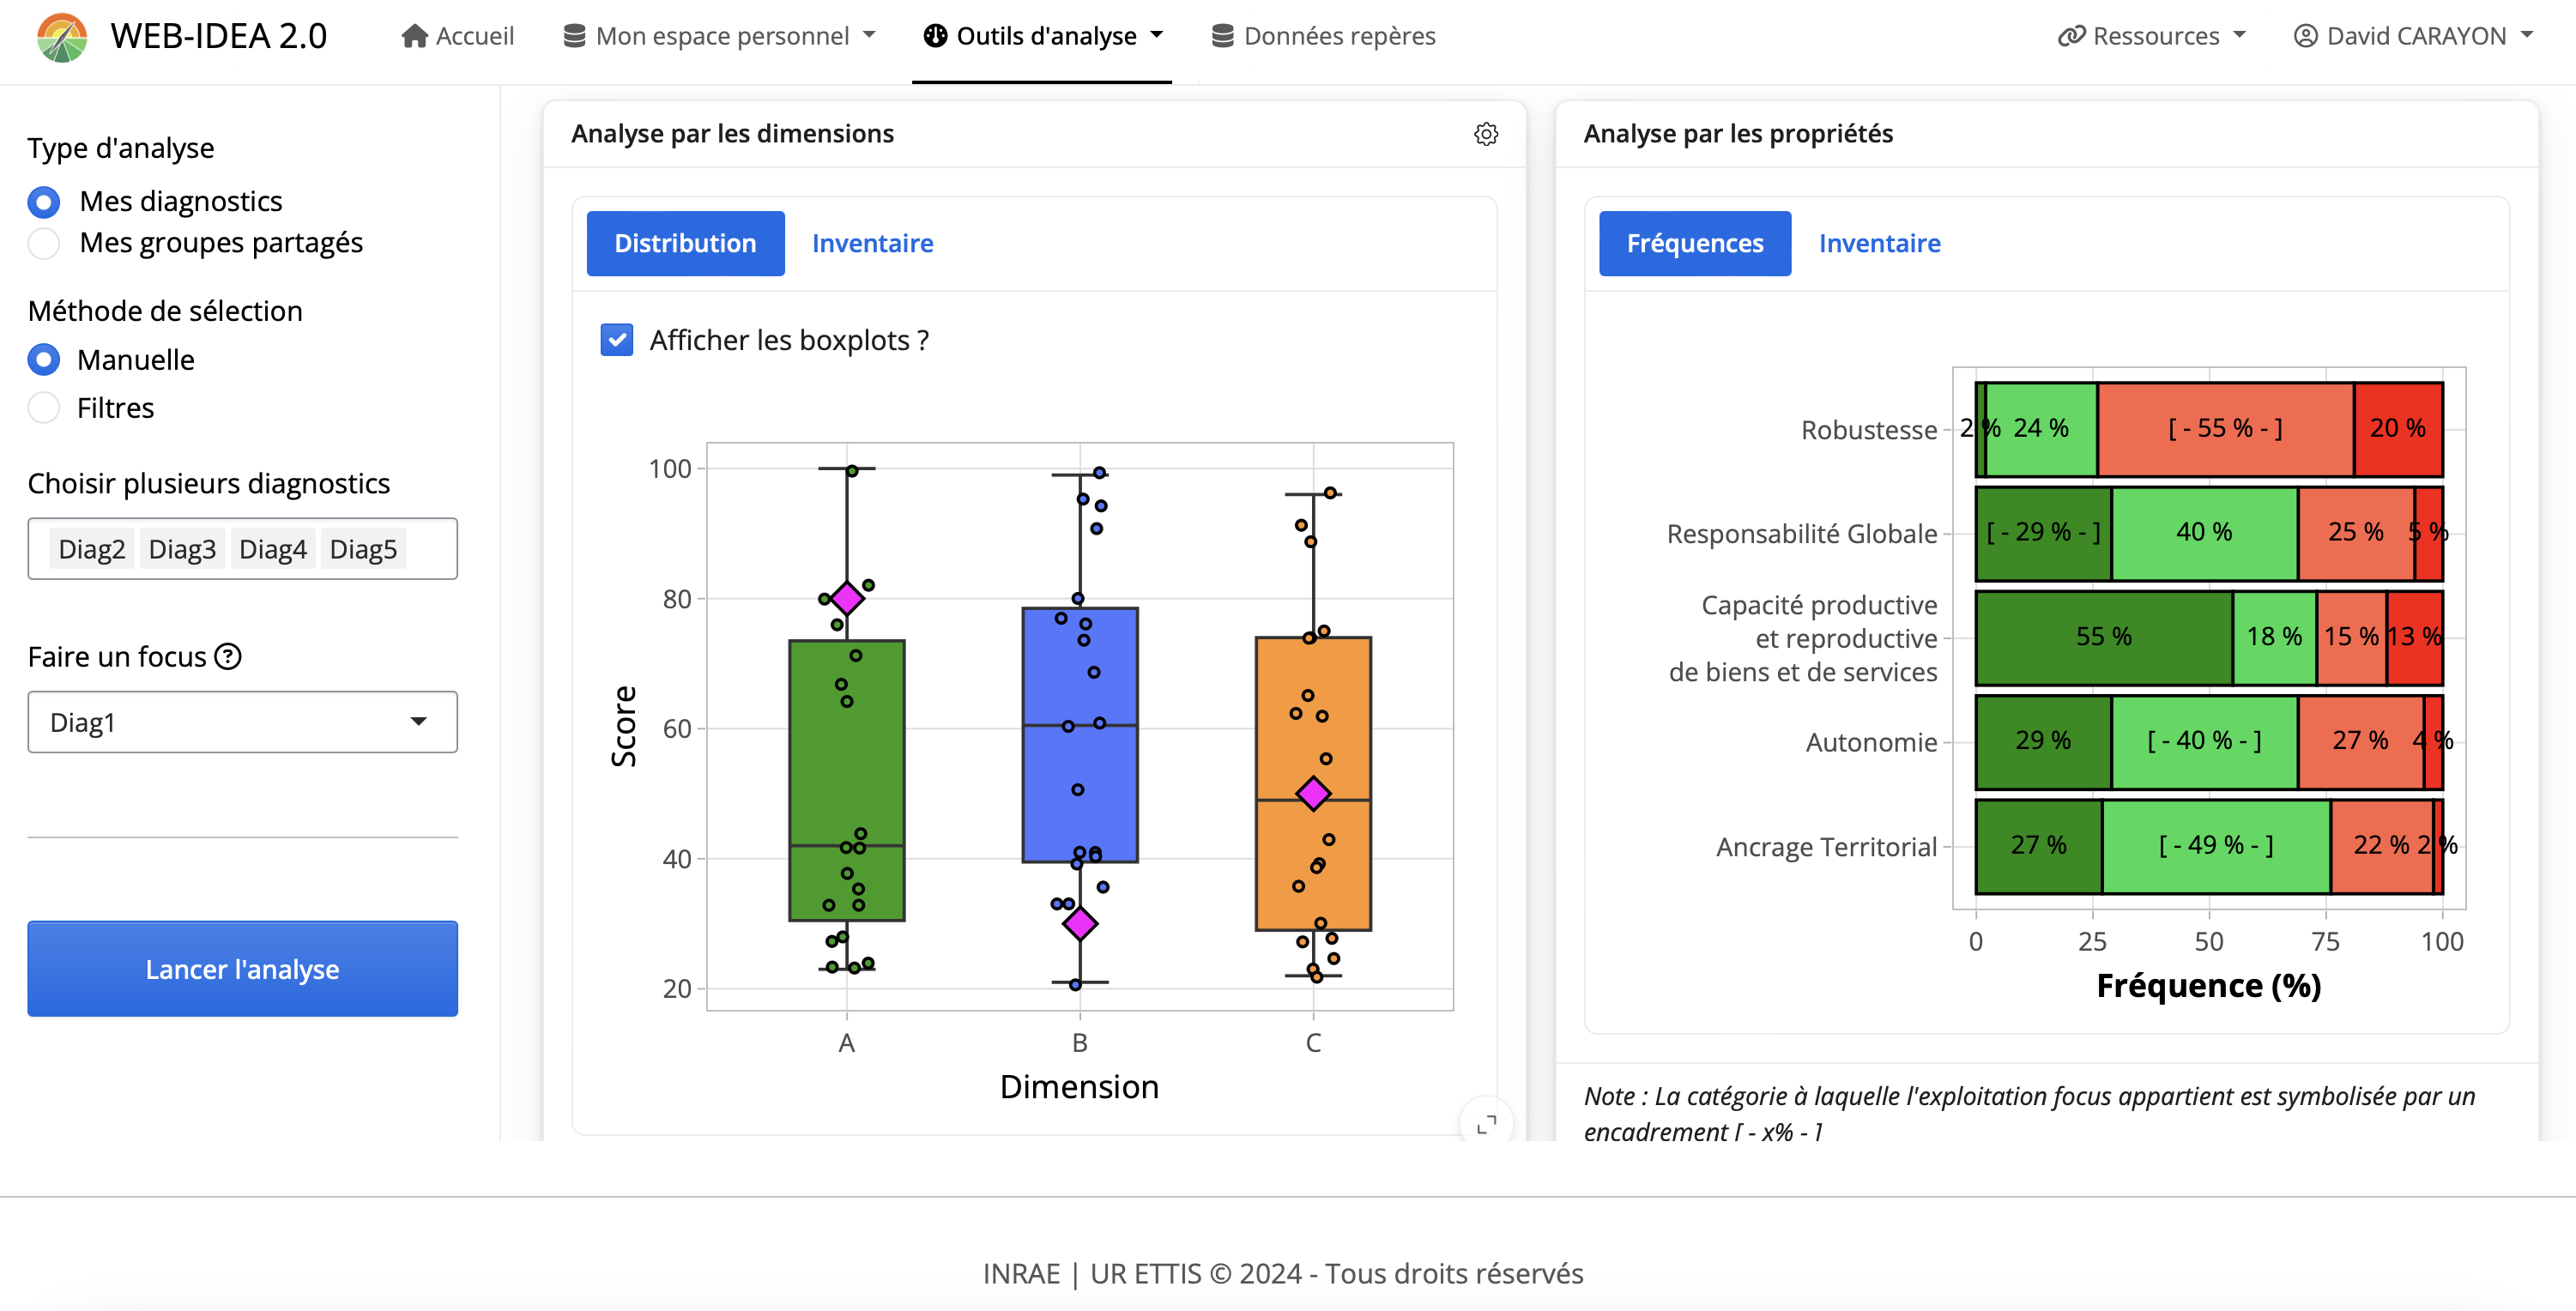 WEB-IDEA 2.0
Accueil
Mon espace personnel
Outils d'analyse
Données repères
Ressources
David CARAYON
Type d'analyse
Mes diagnostics
Mes groupes partagés
Méthode de sélection
Manuelle
Filtres
Choisir plusieurs diagnostics
Diag2 Diag3 Diag4 Diag5
Faire un focus ?
Diag1
Lancer l'analyse
Analyse par les dimensions
Distribution
Inventaire
Afficher les boxplots ?
Score
100
80
60
40
20
A B C
Dimension
Analyse par les propriétés
Fréquences
Inventaire
Robustesse
2 % 24 % [ - 55 % - ] 20 %
Responsabilité Globale
[ - 29 % - ] 40 % 25 % 5 %
Capacité productive
et reproductive
de biens et de services
55 % 18 % 15 % 13 %
Autonomie
29 % [ - 40 % - ] 27 % 4 %
Ancrage Territorial
27 % [ - 49 % - ] 22 % 2 %
0 25 50 75 100
Fréquence (%)
Note : La catégorie à laquelle l'exploitation focus appartient est symbolisée par un
encadrement [ - x% - ]
INRAE | UR ETTIS © 2024 - Tous droits réservés